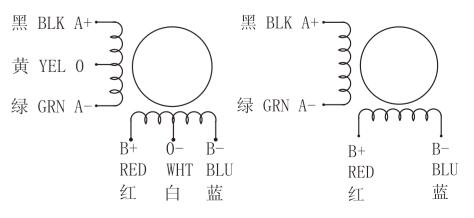 黑 BLK A+
黄 YEL 0
绿 GRN A-
B+ 0- B-
RED WHT BLU
红 白 蓝
黑 BLK A+
绿 GRN A-
B+ B-
RED BLU
红 蓝